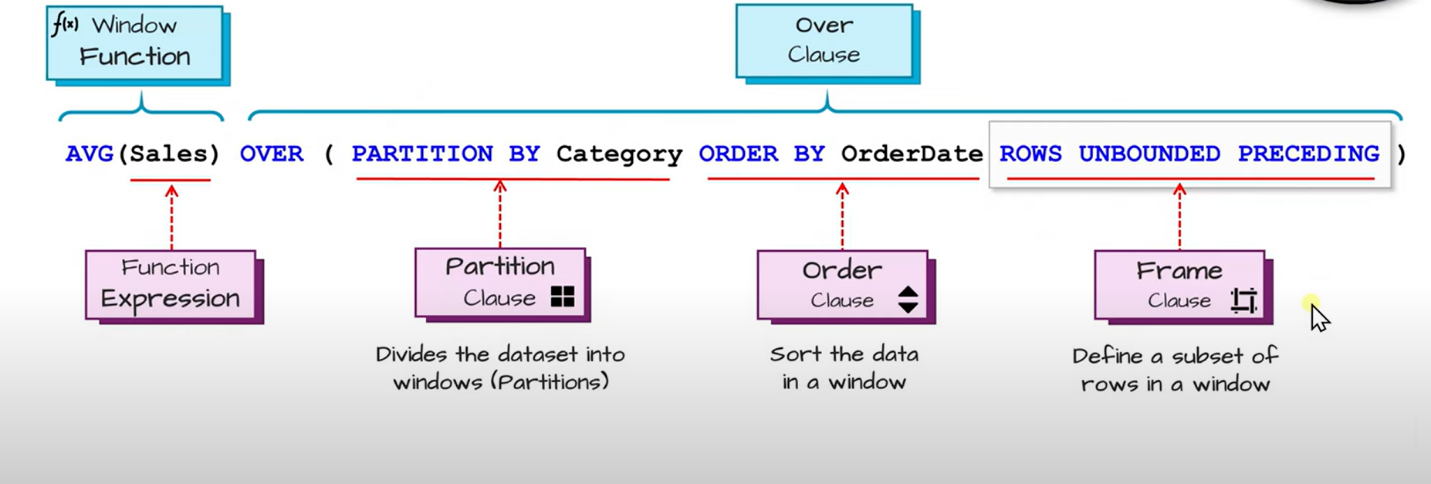 f(x) Window
Function
Over
Clause
AVG(Sales) OVER ( PARTITION BY Category ORDER BY OrderDate ROWS UNBOUNDED PRECEDING )
Function
Expression
Partition
Clause
Order
Clause
Frame
Clause
Divides the dataset into
windows (Partitions)
Sort the data
in a window
Define a subset of
rows in a window